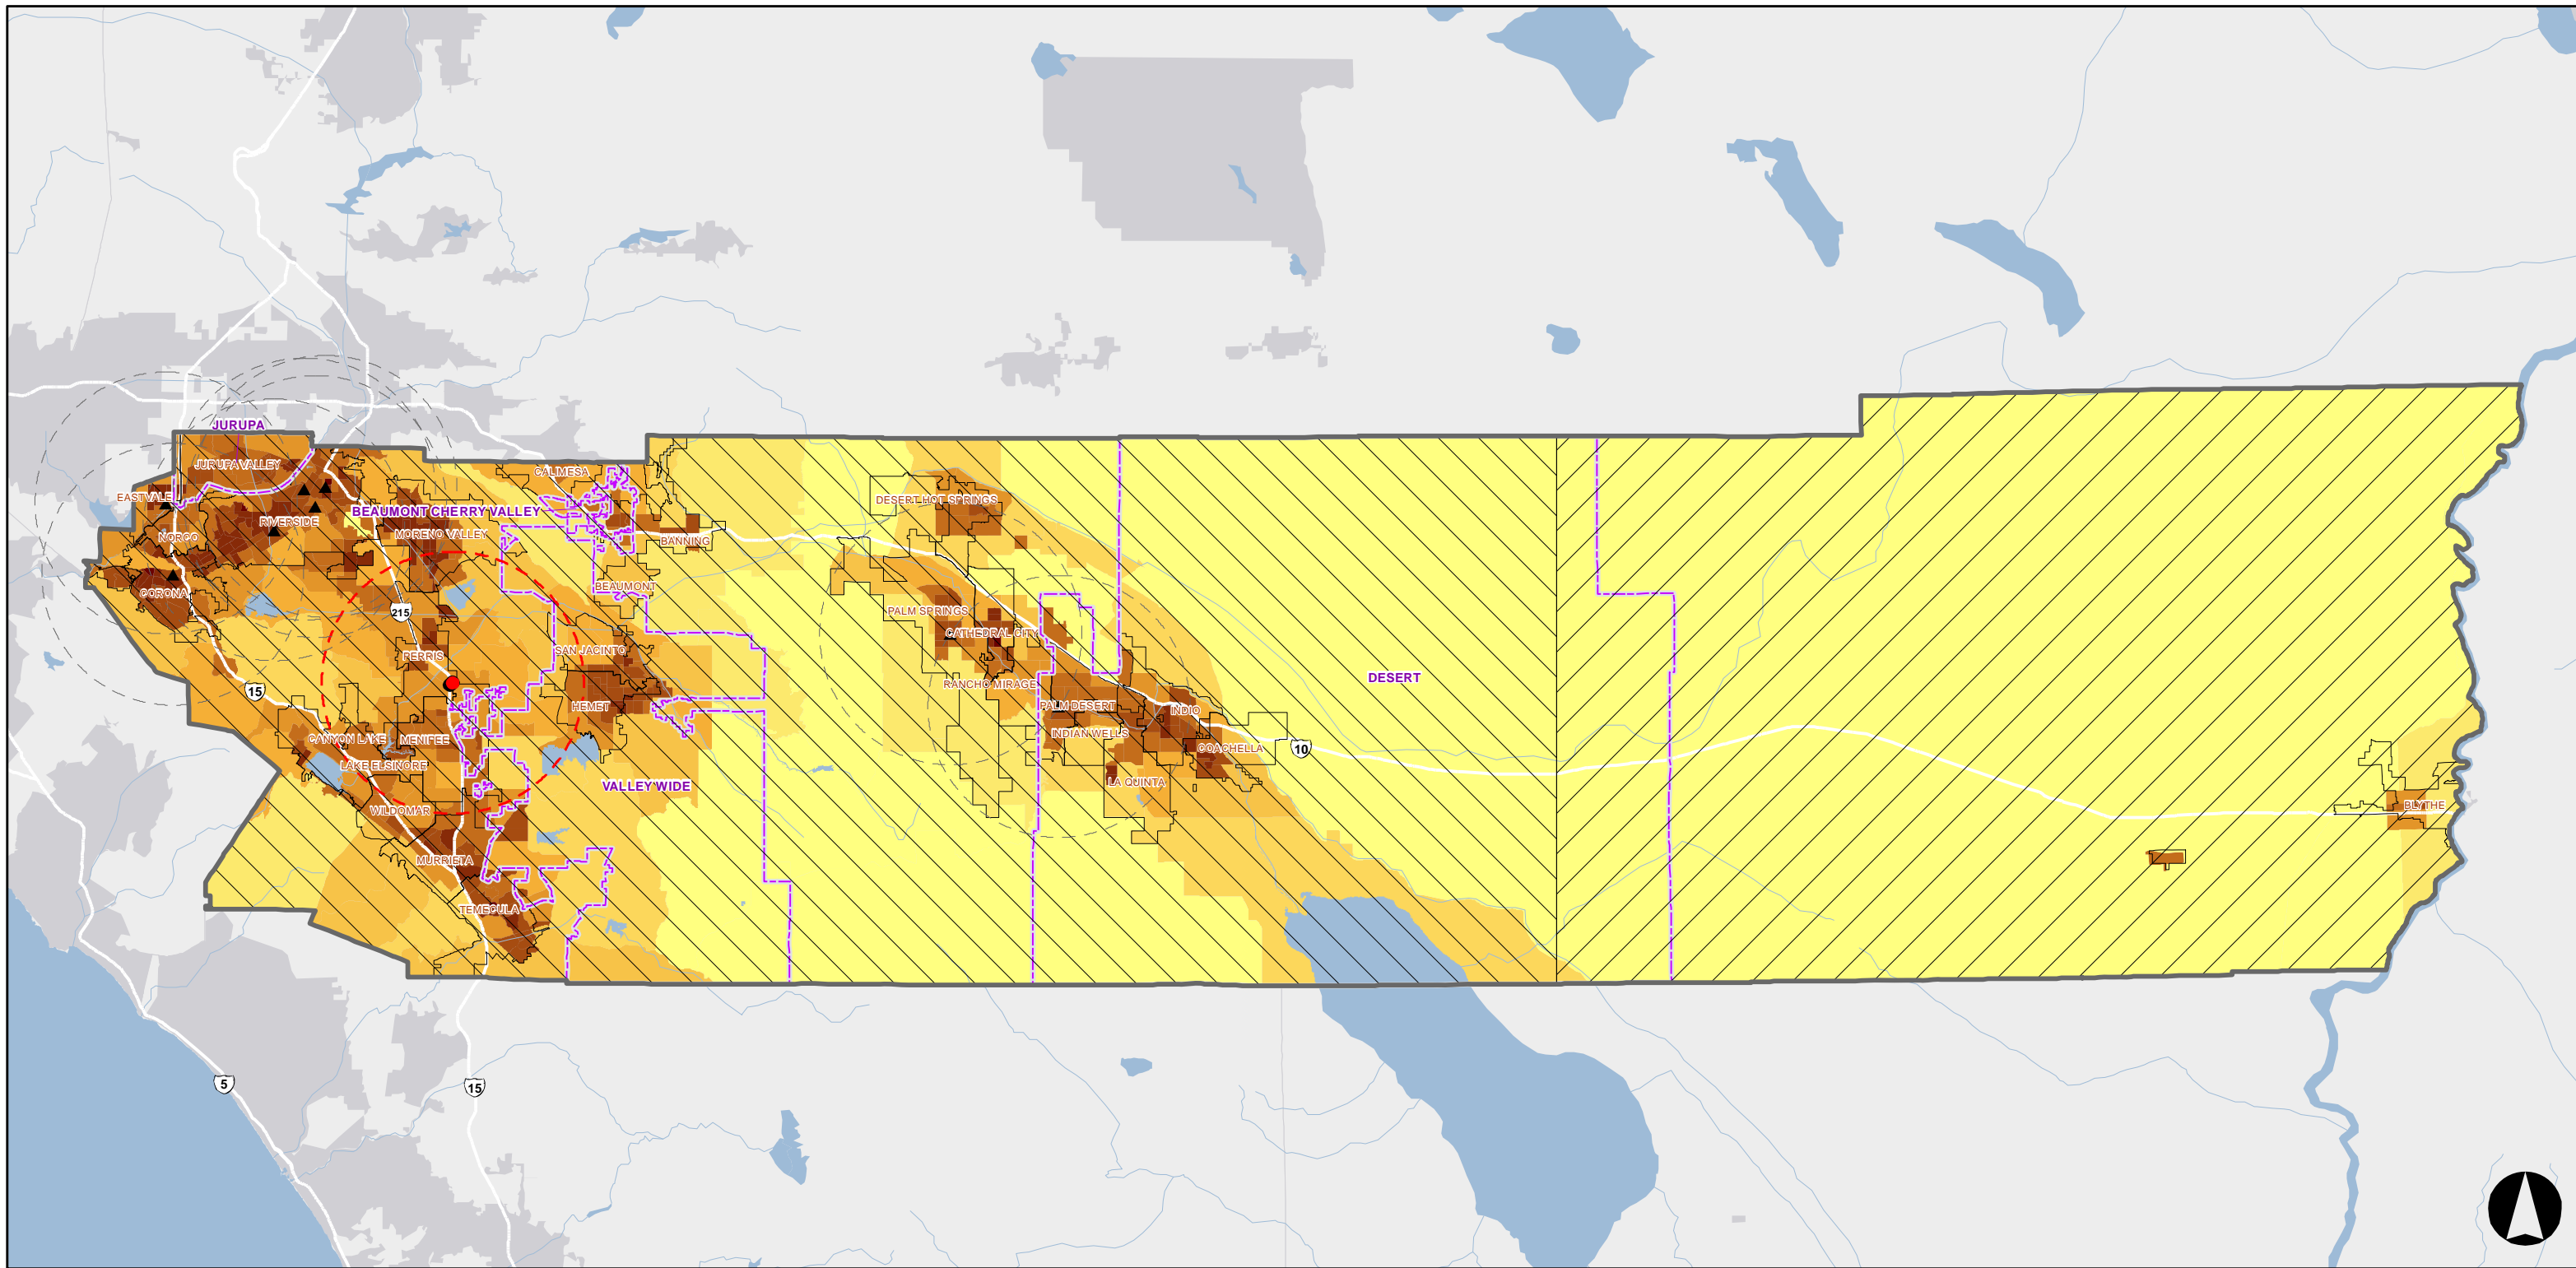 JURUPA
JURUPA VALLEY
CALIMESA
EASTVALE
DESERT HOT SPRINGS
BEAUMONT CHERRY VALLEY
RIVERSIDE
MORENO VALLEY
NORCO
BANNING
BEAUMONT
CORONA
215
PALM SPRINGS
CATHEDRAL CITY
SAN JACINTO
PERRIS
DESERT
RANCHO MIRAGE
15
HEMET
PALM DESERT
INDIO
INDIAN WELLS
CANYON LAKE
MENIFEE
COACHELLA
10
LAKE ELSINORE
LA QUINTA
VALLEY WIDE
BLYTHE
WILDOMAR
MURRIETA
TEMECULA
5
15